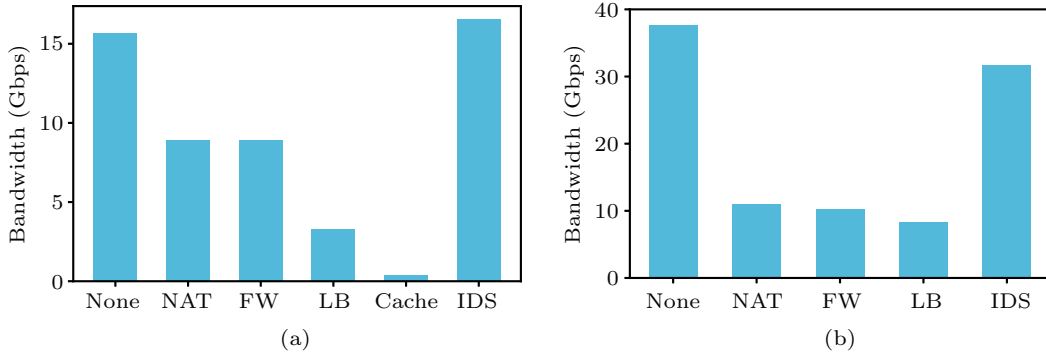 Bandwidth (Gbps)
15
10
5
0
None NAT FW LB Cache IDS
(a)
Bandwidth (Gbps)
40
30
20
10
0
None NAT FW LB IDS
(b)